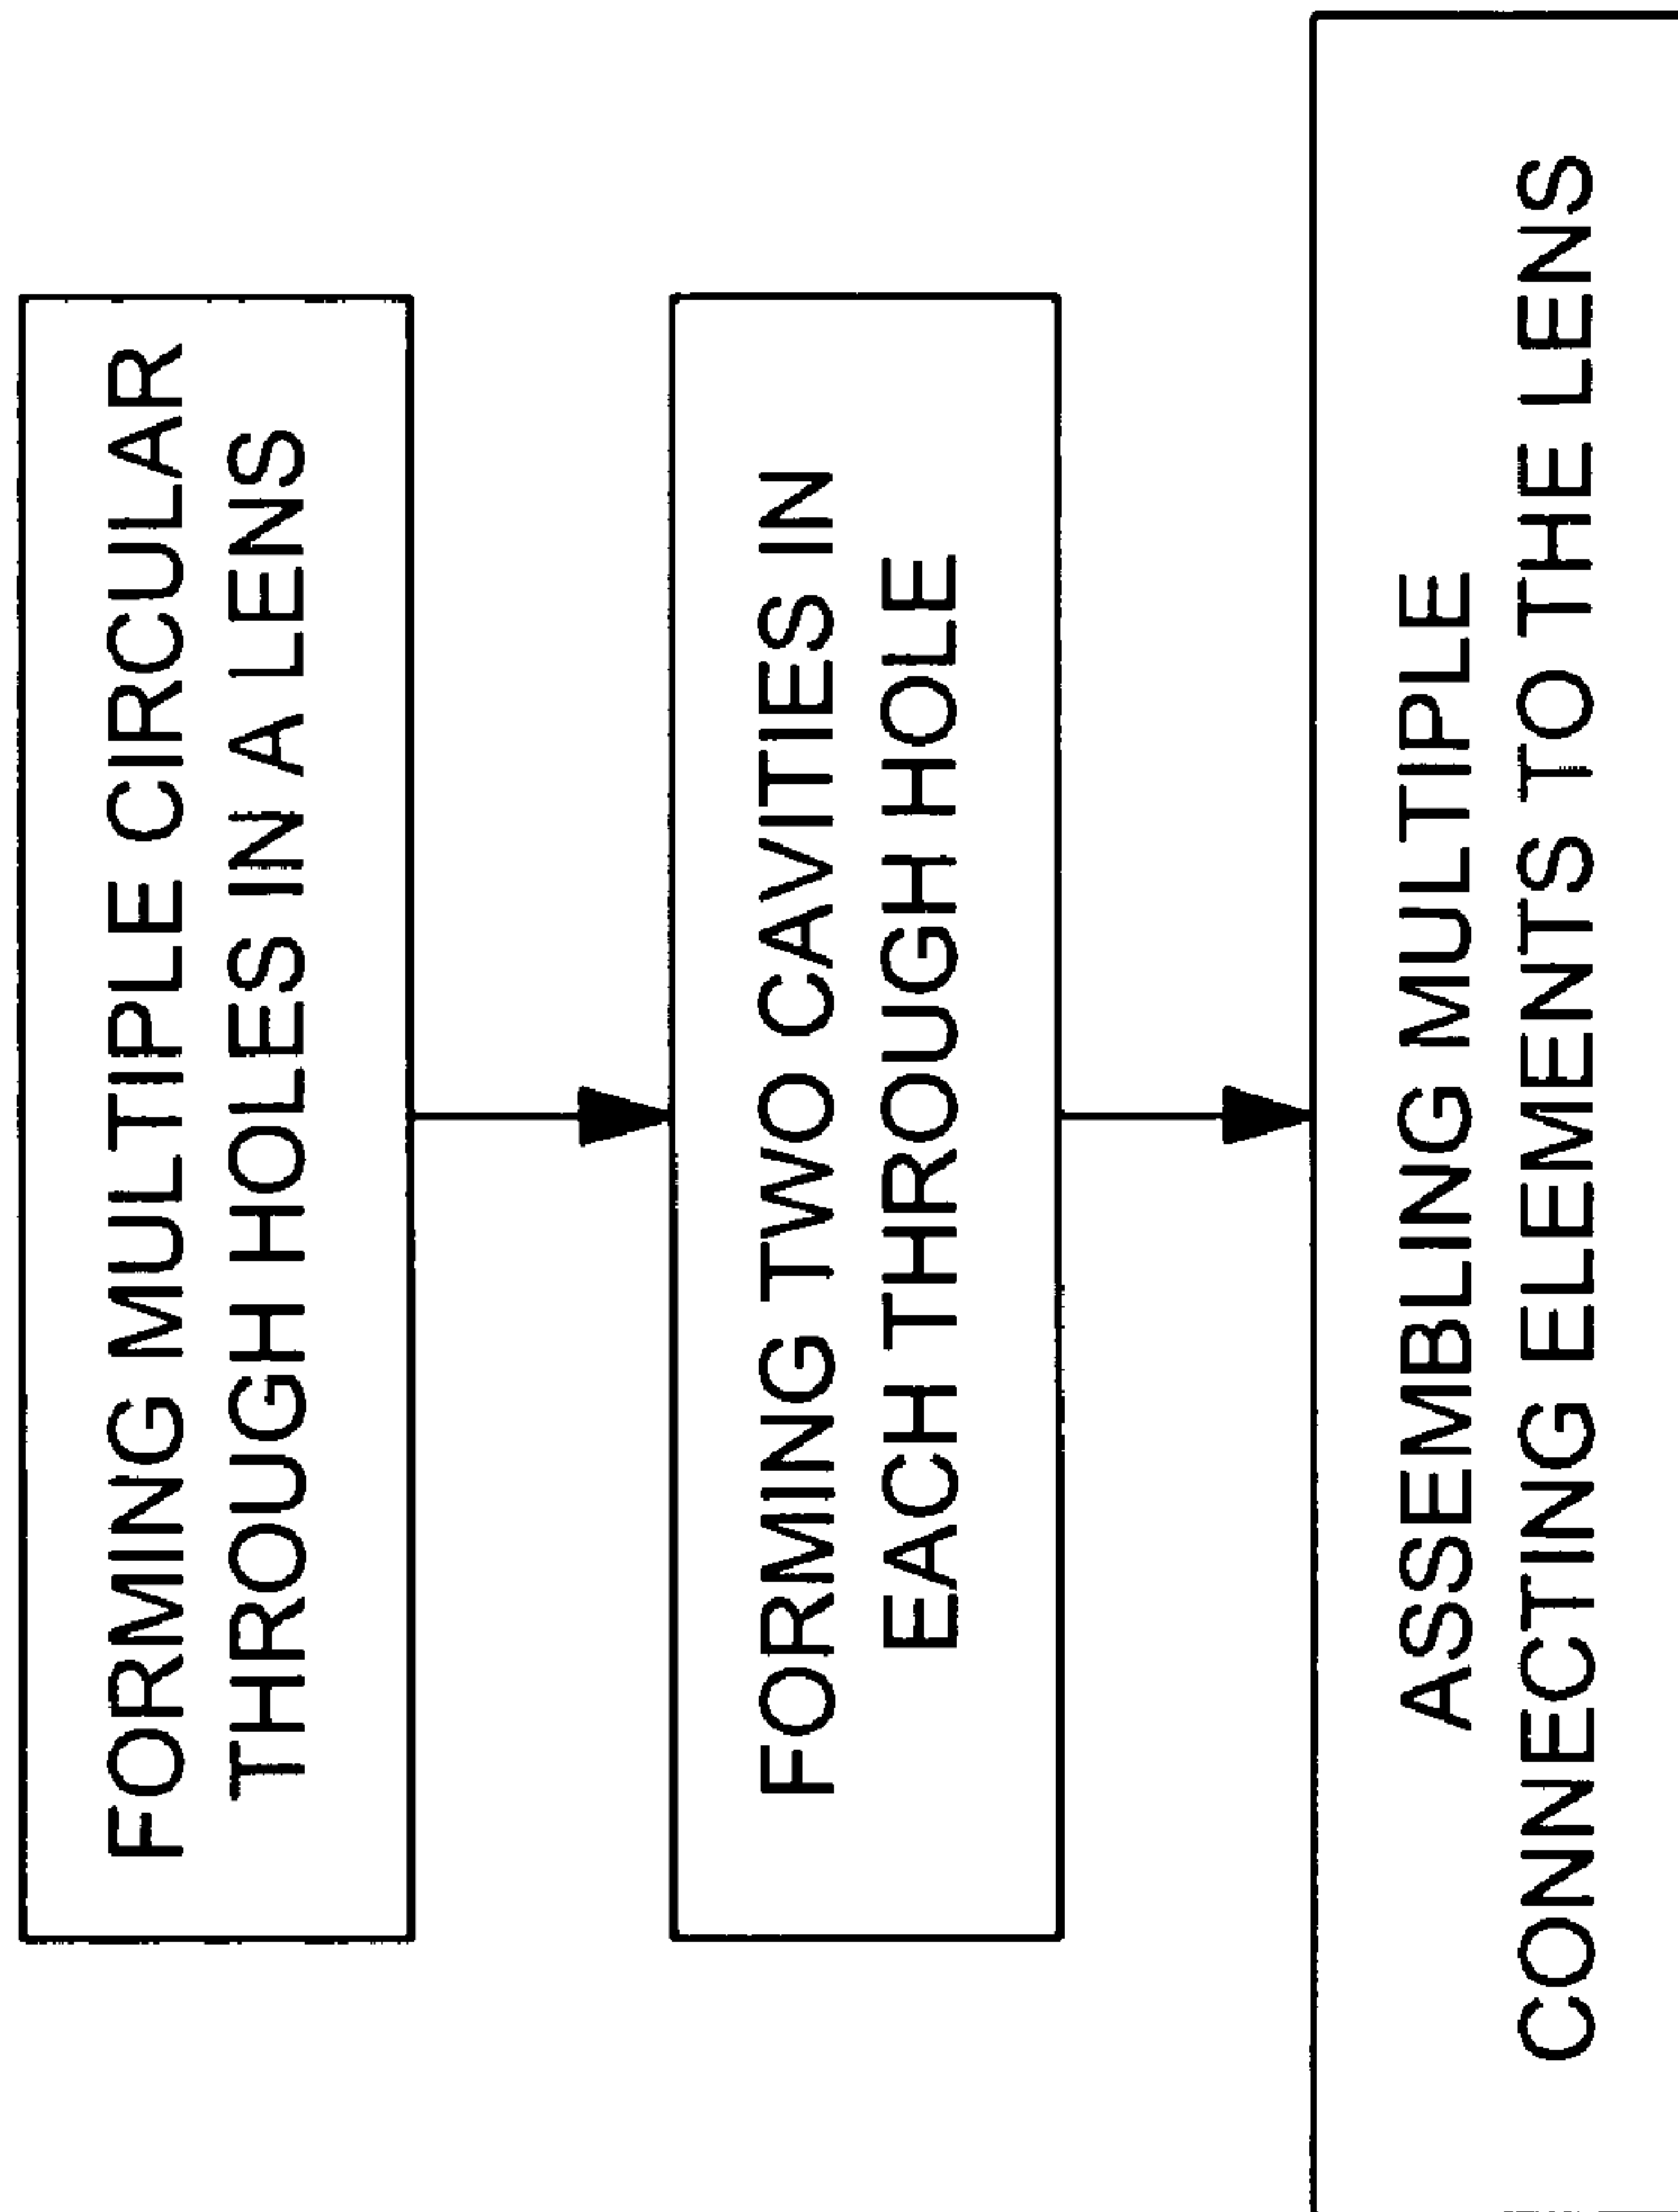 FORMING MULTIPLE CIRCULAR
THROUGH HOLES IN A LENS
FORMING TWO CAVITIES IN
EACH THROUGH HOLE
ASSEMBLING MULTIPLE
CONNECTING ELEMENTS TO THE LENS